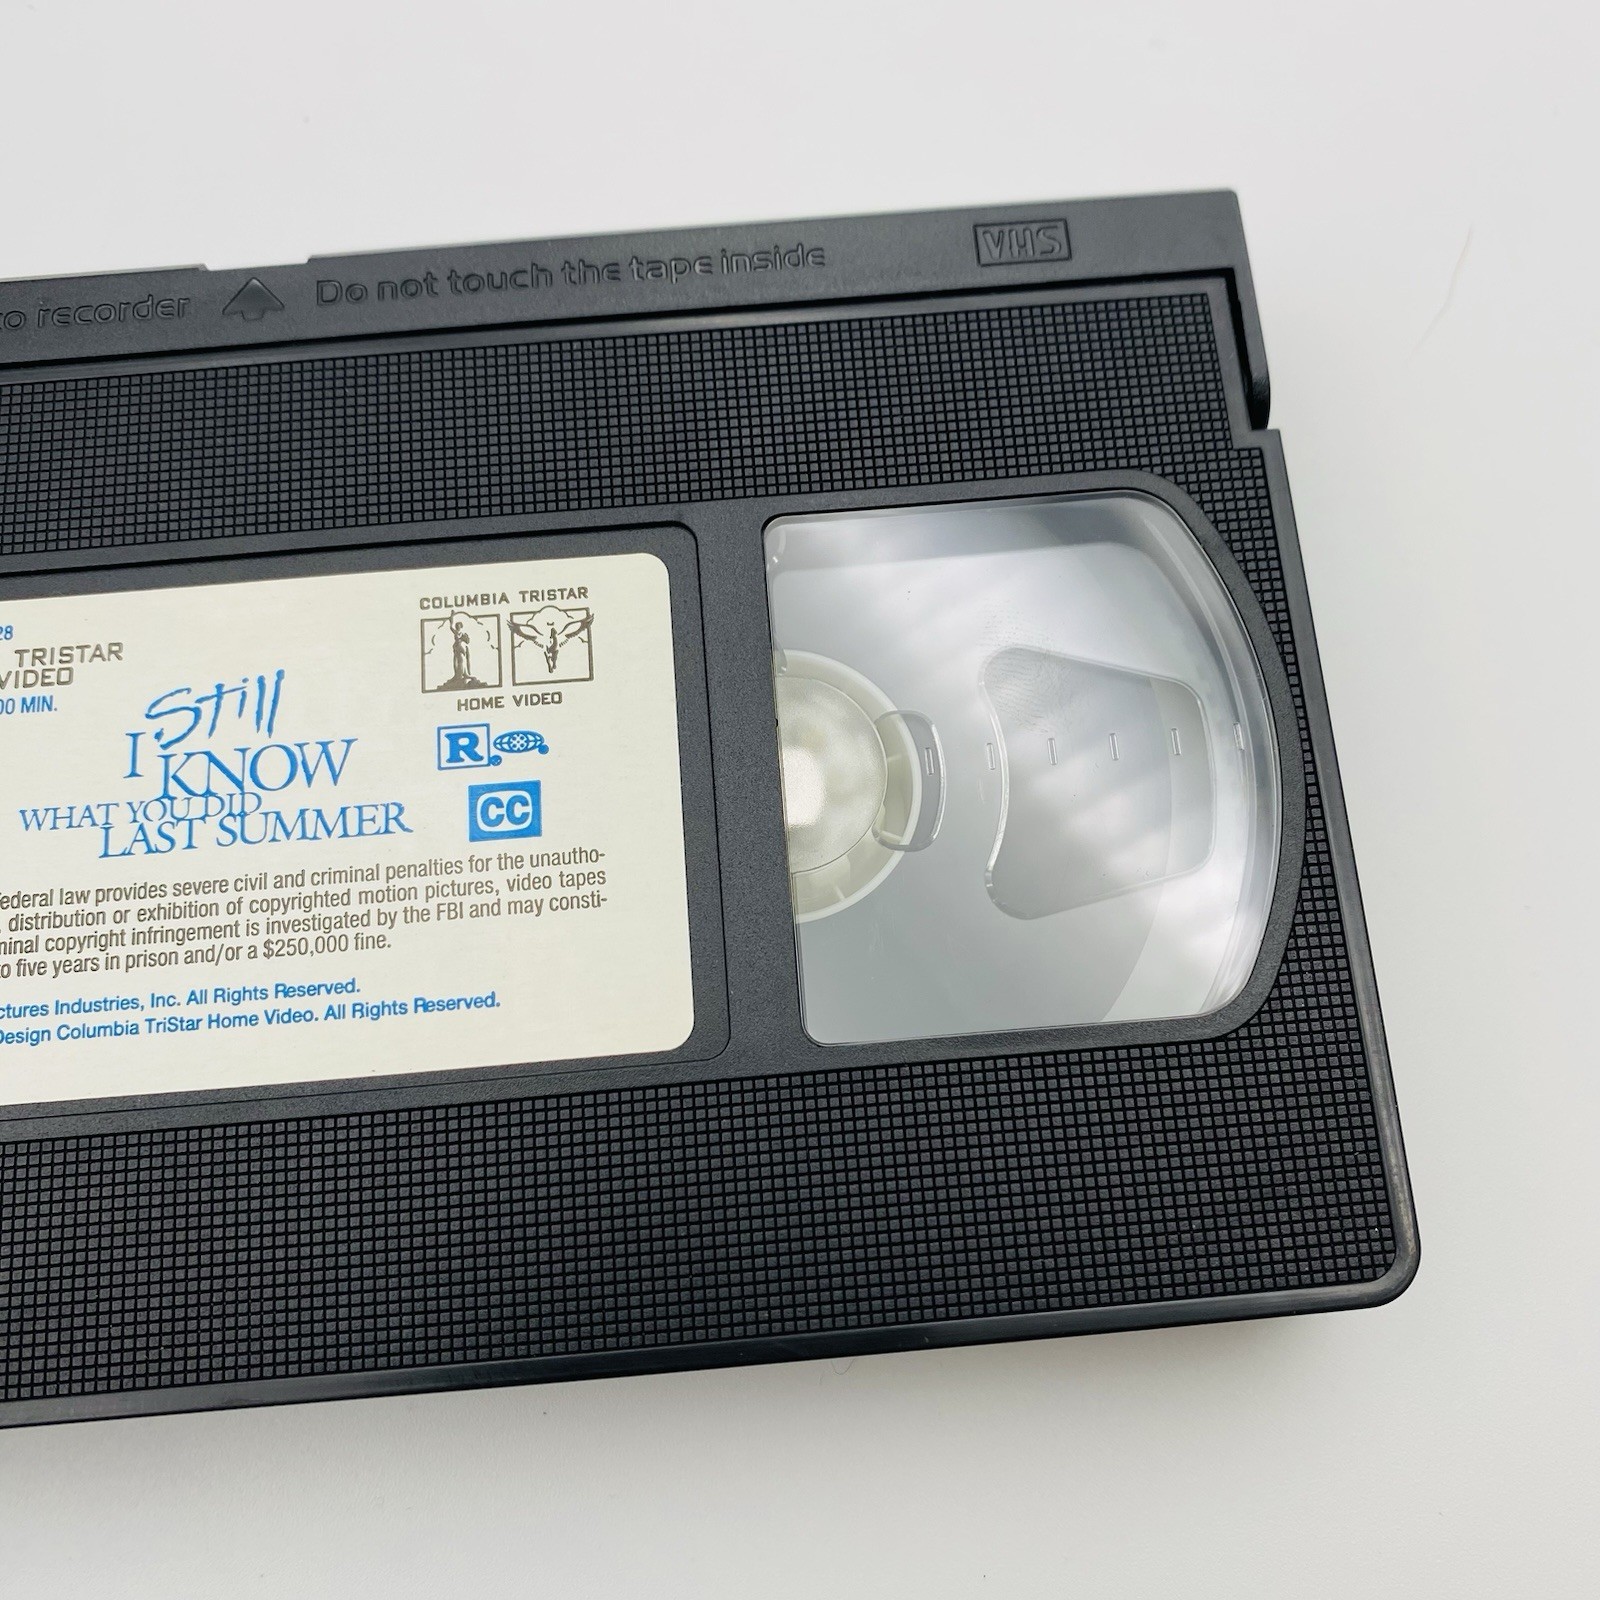 to recorder Do not touch the tape inside VHS
28
TRISTAR
VIDEO
00 MIN.
COLUMBIA TRISTAR
HOME VIDEO
Still
I KNOW
WHAT YOU DID
LAST SUMMER
R
CC
Federal law provides severe civil and criminal penalties for the unautho-
, distribution or exhibition of copyrighted motion pictures, video tapes
minal copyright infringement is investigated by the FBI and may consti-
to five years in prison and/or a $250,000 fine.
ctures Industries, Inc. All Rights Reserved.
Design Columbia TriStar Home Video. All Rights Reserved.